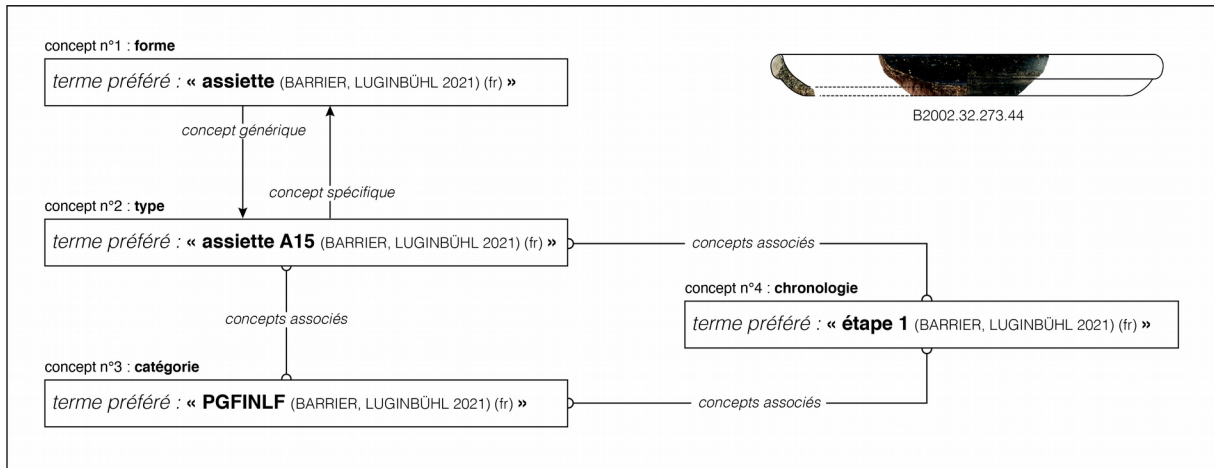 concept n°1 : forme
terme préféré : « assiette (BARRIER, LUGINBÜHL 2021) (fr) »
B2002.32.273.44
concept générique
concept spécifique
concept n°2 : type
terme préféré : « assiette A15 (BARRIER, LUGINBÜHL 2021) (fr) »
concepts associés
concept n°4 : chronologie
terme préféré : « étape 1 (BARRIER, LUGINBÜHL 2021) (fr) »
concepts associés
concept n°3 : catégorie
terme préféré : « PGFINLF (BARRIER, LUGINBÜHL 2021) (fr) »
concepts associés